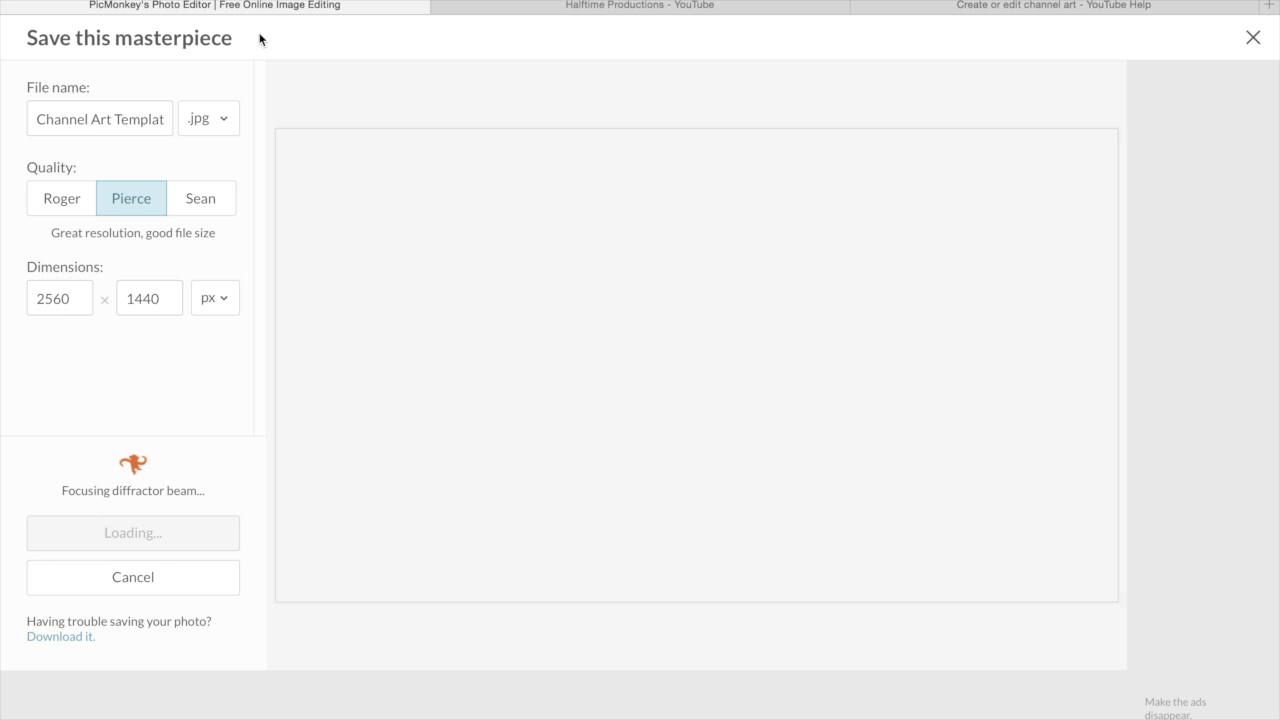 PicMonkey's Photo Editor | Free Online Image Editing
Halftime Productions - YouTube
Create or edit channel art - YouTube Help
+
Save this masterpiece
File name:
Channel Art Templat
.jpg
Quality:
Roger
Pierce
Sean
Great resolution, good file size
Dimensions:
2560
×
1440
px
Focusing diffractor beam...
Loading...
Cancel
Having trouble saving your photo?
Download it.
Make the ads
disappear.